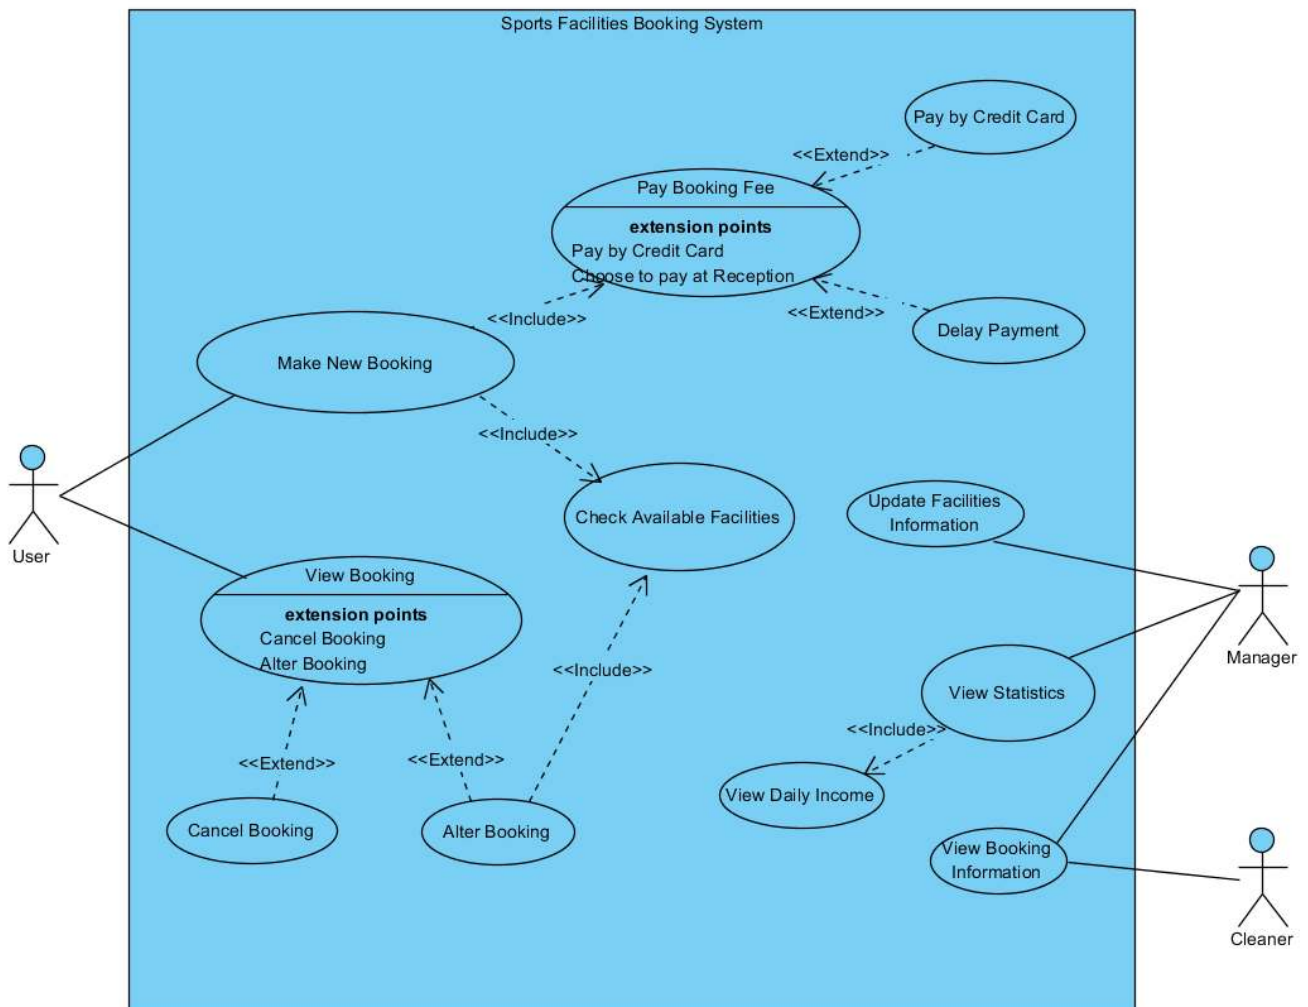 Sports Facilities Booking System
Pay by Credit Card
<<Extend>>
Pay Booking Fee
extension points
Pay by Credit Card
Choose to pay at Reception
<<Include>>
<<Extend>>
Delay Payment
Make New Booking
<<Include>>
Check Available Facilities
Update Facilities
Information
User
View Booking
extension points
Cancel Booking
Alter Booking
<<Include>>
Manager
View Statistics
<<Include>>
<<Extend>>
<<Extend>>
View Daily Income
Cancel Booking
Alter Booking
View Booking
Information
Cleaner